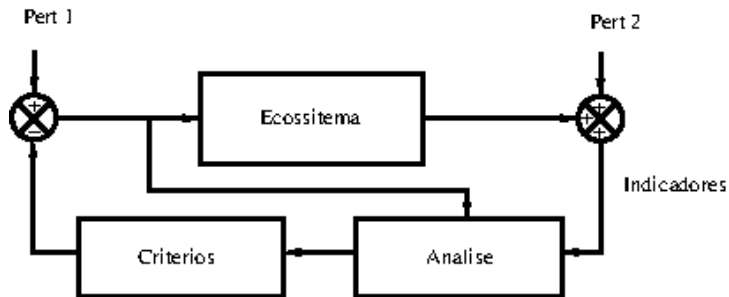 Pert 1
Pert 2
Ecossitema
Indicadores
Criterios
Analise